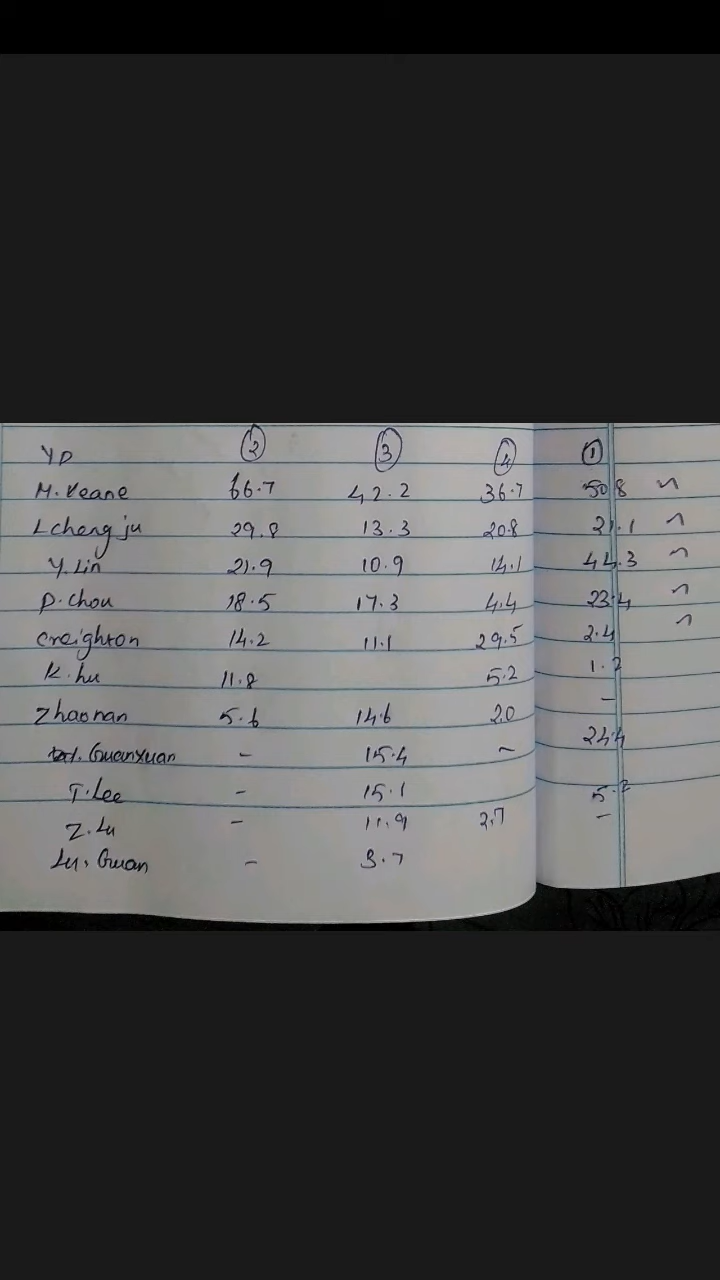 YD ② ③ ④ ①
M. Keane 66.7 42.2 36.7 50.8 ~
L cheng ju 29.8 13.3 20.8 21.1 ~
Y. Lin 21.9 10.9 14.1 44.3 ~
P. Chou 18.5 17.3 4.4 23.4 ~
Creighton 14.2 11.1 29.5 2.4 ~
K. hu 11.8 5.2 1.2
Zhaonan 5.6 14.6 20 -
Guanxuan - 15.4 - 24.4
T. Lee - 15.1 5.2
Z. Lu - 11.9 2.7 -
Lu. Guan - 3.7